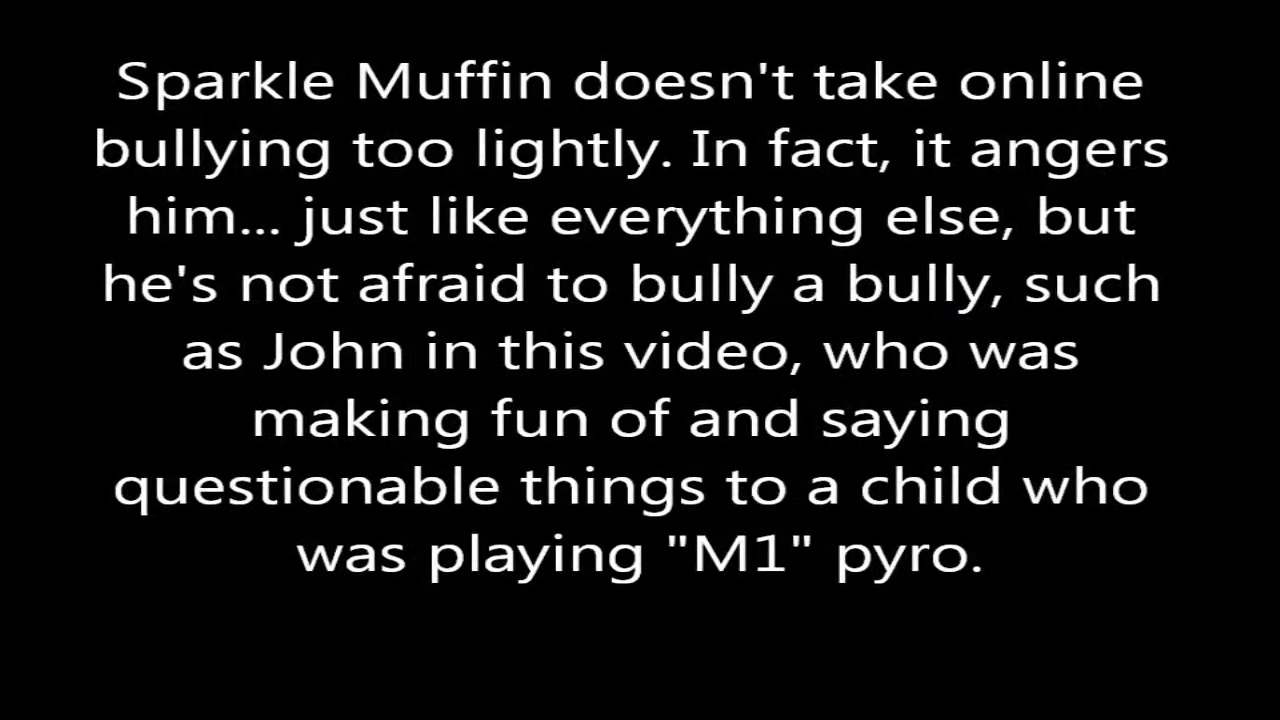 Sparkle Muffin doesn't take online
bullying too lightly. In fact, it angers
him... just like everything else, but
he's not afraid to bully a bully, such
as John in this video, who was
making fun of and saying
questionable things to a child who
was playing "M1" pyro.